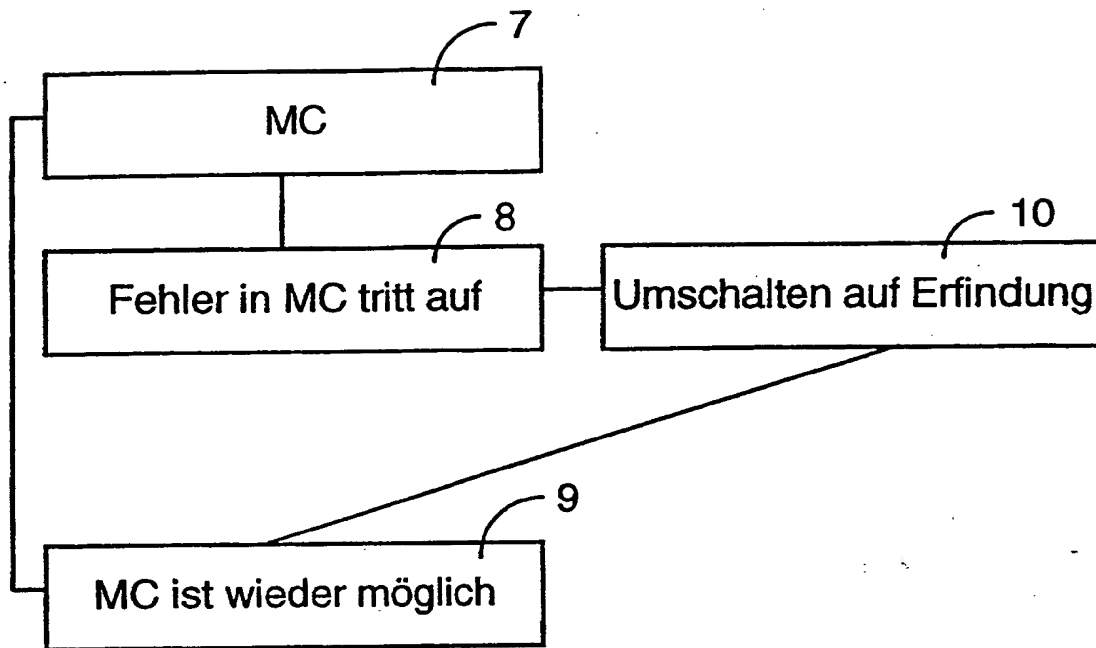 7
MC
8
Fehler in MC tritt auf
10
Umschalten auf Erfindung
9
MC ist wieder möglich